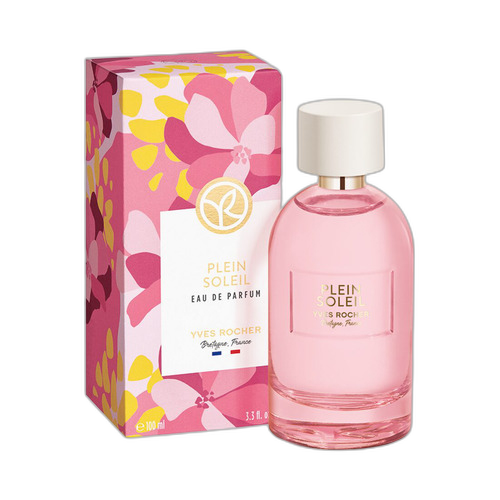 PLEIN
SOLEIL
EAU DE PARFUM
YVES ROCHER
Bretagne, France
100 ml
3.3 fl. o
PLEIN
SOLEIL
YVES ROCHER
Bretagne, France